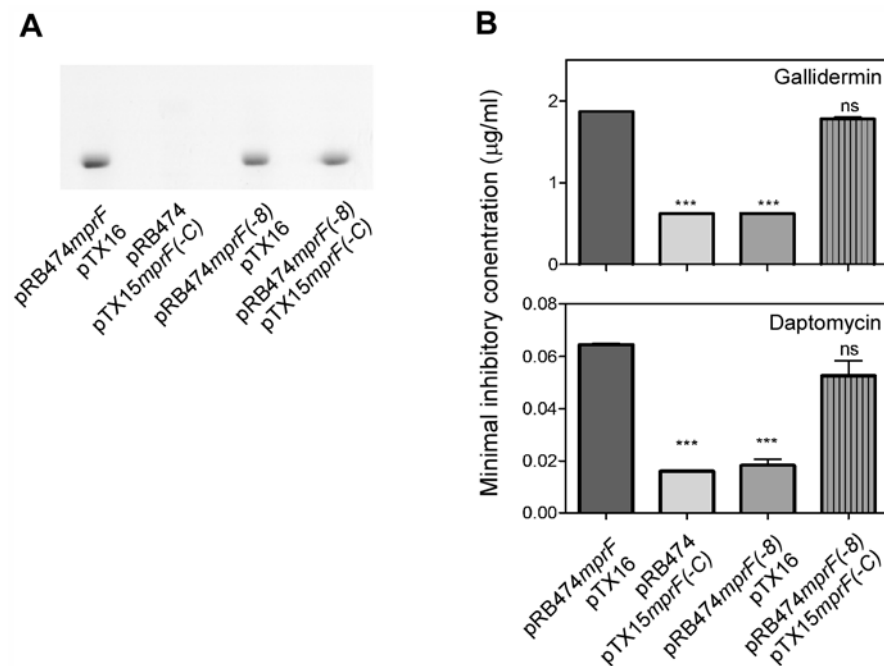 A
pRB474mprF
pTX16
pRB474
pTX15mprF(-C)
pRB474mprF(-8)
pTX16
pRB474mprF(-8)
pTX15mprF(-C)
B
Minimal inhibitory conentration (µg/ml)
Gallidermin
2
1
0
***
***
ns
Daptomycin
0.08
0.06
0.04
0.02
0.00
***
***
ns
pRB474mprF
pTX16
pRB474
pTX15mprF(-C)
pRB474mprF(-8)
pTX16
pRB474mprF(-8)
pTX15mprF(-C)